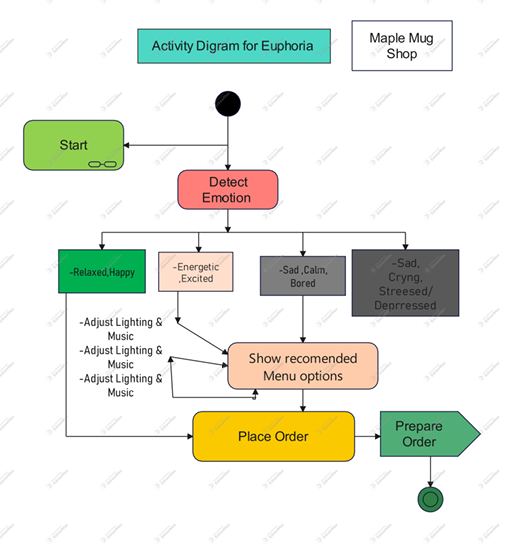 Activity Digram for Euphoria
Maple Mug
Shop
Start
Detect
Emotion
-Relaxed,Happy
-Energetic
,Excited
-Sad ,Calm,
Bored
-Sad,
Cryng,
Streesed/
Deprressed
-Adjust Lighting &
Music
-Adjust Lighting &
Music
-Adjust Lighting &
Music
Show recomended
Menu options
Place Order
Prepare
Order